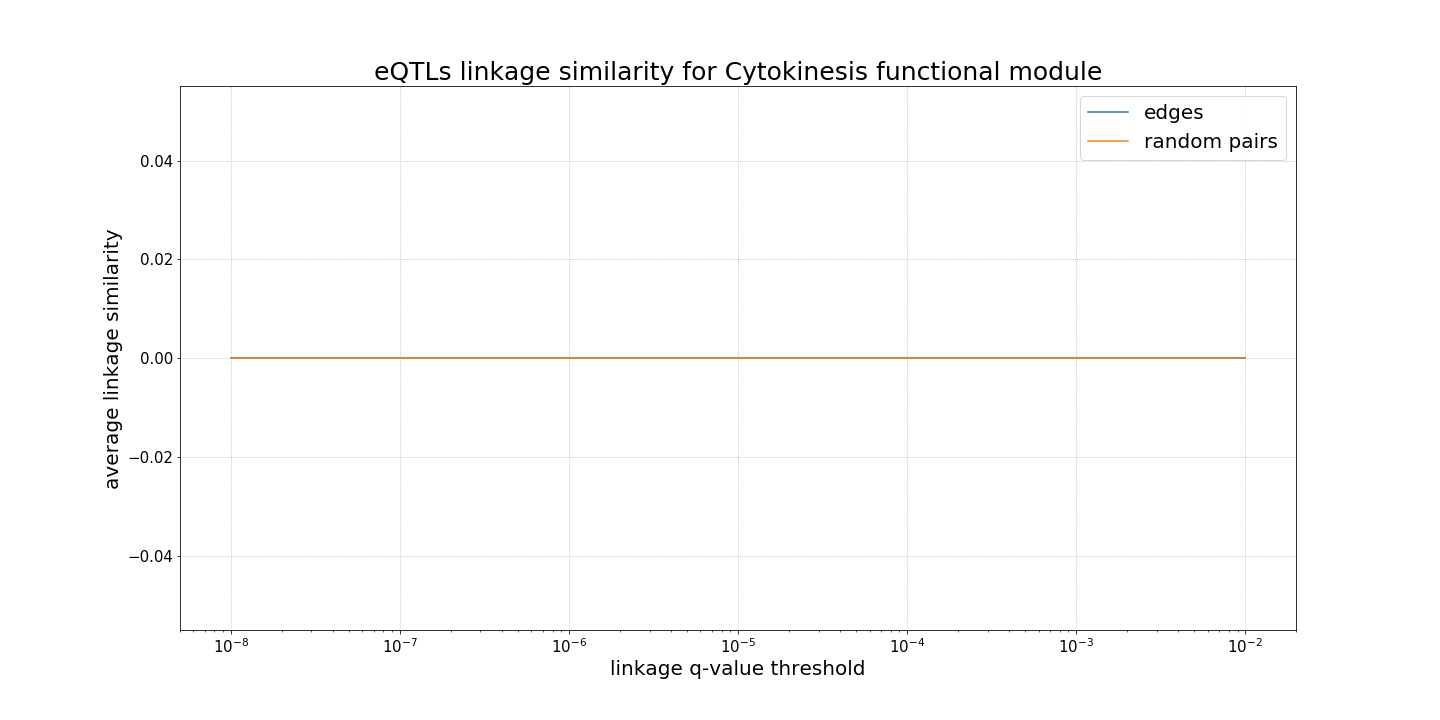 eQTLs linkage similarity for Cytokinesis functional module
edges
random pairs
0.04
0.02
0.00
−0.02
−0.04
average linkage similarity
10⁻⁸ 10⁻⁷ 10⁻⁶ 10⁻⁵ 10⁻⁴ 10⁻³ 10⁻²
linkage q-value threshold